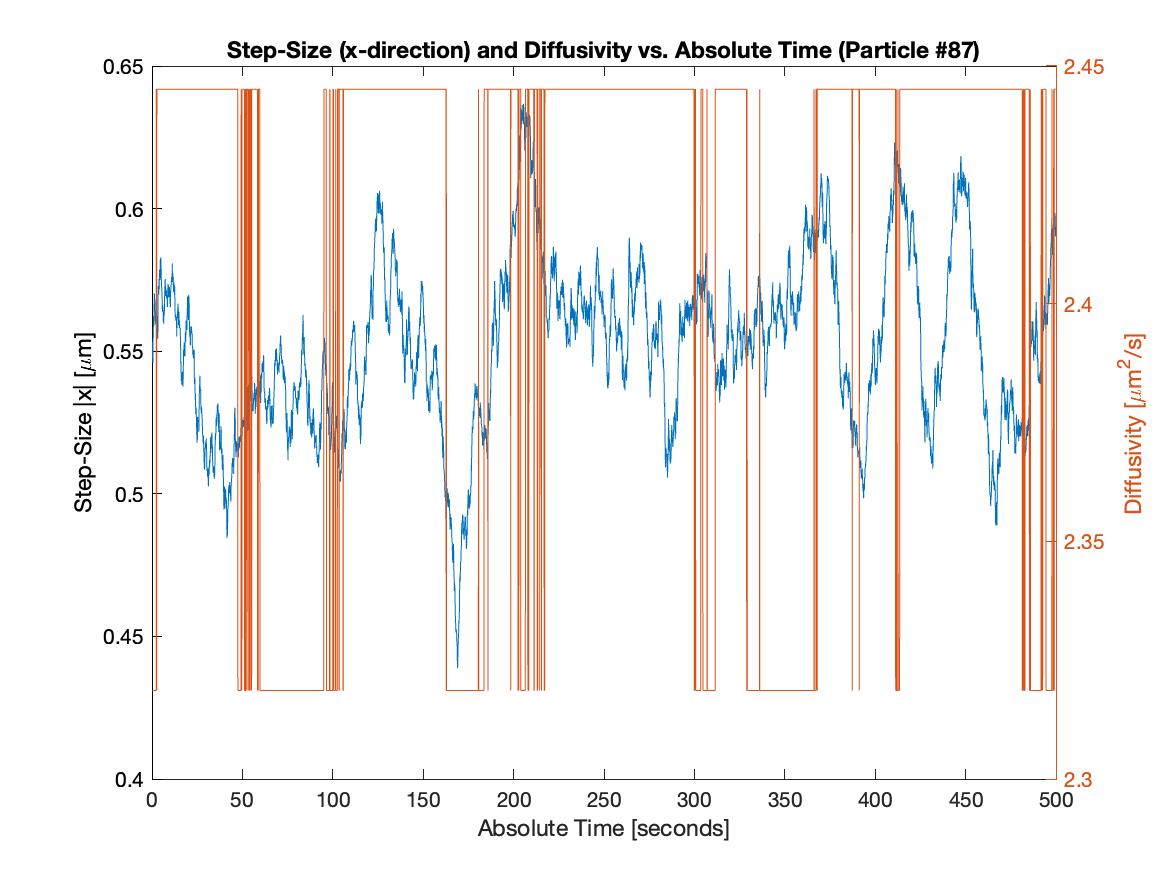 Step-Size (x-direction) and Diffusivity vs. Absolute Time (Particle #87)
0.65
0.6
0.55
0.5
0.45
0.4
Step-Size |x| [μm]
2.45
2.4
2.35
2.3
Diffusivity [μm²/s]
0 50 100 150 200 250 300 350 400 450 500
Absolute Time [seconds]